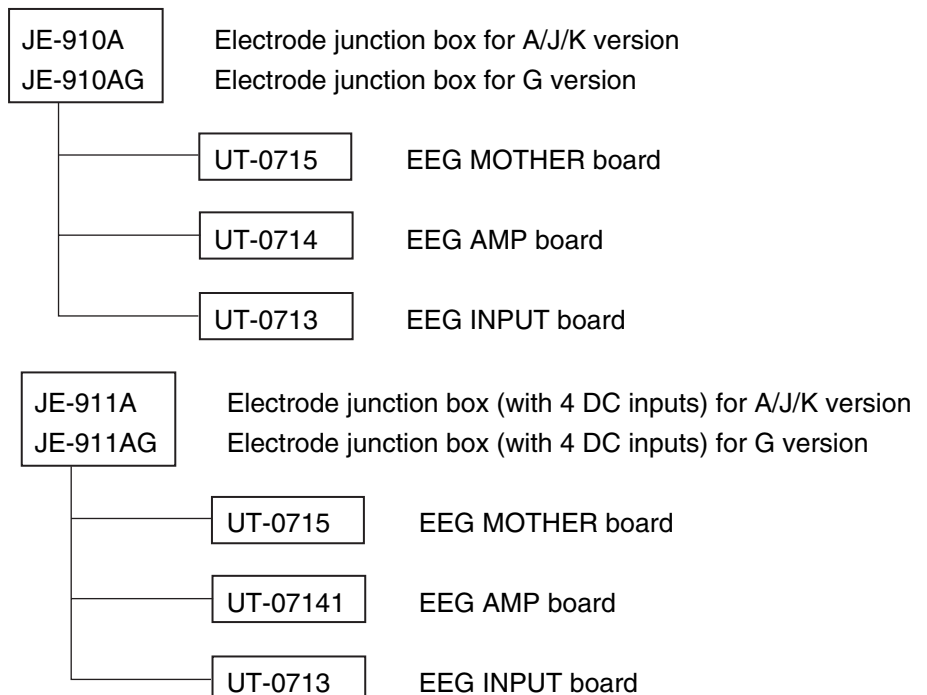 JE-910A Electrode junction box for A/J/K version
JE-910AG Electrode junction box for G version
UT-0715 EEG MOTHER board
UT-0714 EEG AMP board
UT-0713 EEG INPUT board
JE-911A Electrode junction box (with 4 DC inputs) for A/J/K version
JE-911AG Electrode junction box (with 4 DC inputs) for G version
UT-0715 EEG MOTHER board
UT-07141 EEG AMP board
UT-0713 EEG INPUT board